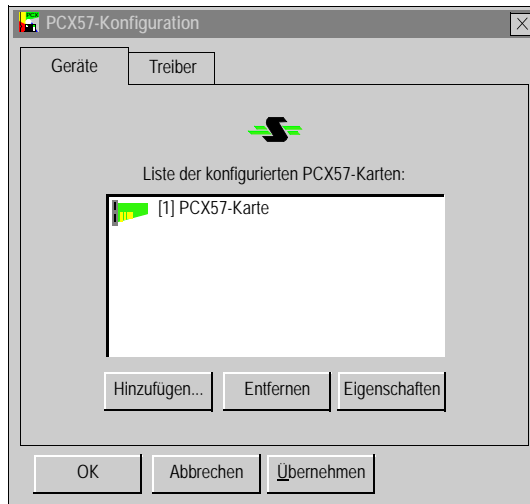 PCX57-Konfiguration
Geräte
Treiber
Liste der konfigurierten PCX57-Karten:
[1] PCX57-Karte
Hinzufügen...
Entfernen
Eigenschaften
OK
Abbrechen
Übernehmen